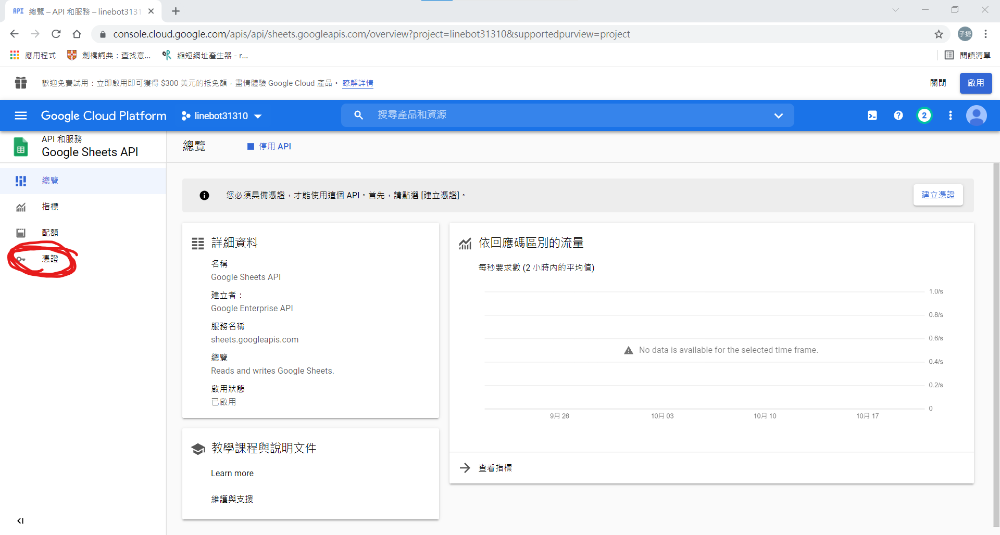 API 總覽 – API 和服務 – linebot3131
console.cloud.google.com/apis/api/sheets.googleapis.com/overview?project=linebot31310&supportedpurview=project
子捷
應用程式
劍橋詞典：查找意...
縮短網址產生器 - r...
閱讀清單
歡迎免費試用：立即啟用即可獲得 $300 美元的抵免額，盡情體驗 Google Cloud 產品。 瞭解詳情
關閉
啟用
Google Cloud Platform
linebot31310
搜尋產品和資源
2
API 和服務
Google Sheets API
總覽
停用 API
總覽
指標
配額
憑證
您必須具備憑證，才能使用這個 API。首先，請點選 [建立憑證]。
建立憑證
詳細資料
名稱
Google Sheets API
建立者：
Google Enterprise API
服務名稱
sheets.googleapis.com
總覽
Reads and writes Google Sheets.
啟用狀態
已啟用
教學課程與說明文件
Learn more
維護與支援
依回應碼區別的流量
每秒要求數 (2 小時內的平均值)
1.0/s
0.8/s
0.6/s
No data is available for the selected time frame.
0.4/s
0.2/s
0
9月 26
10月 03
10月 10
10月 17
查看指標